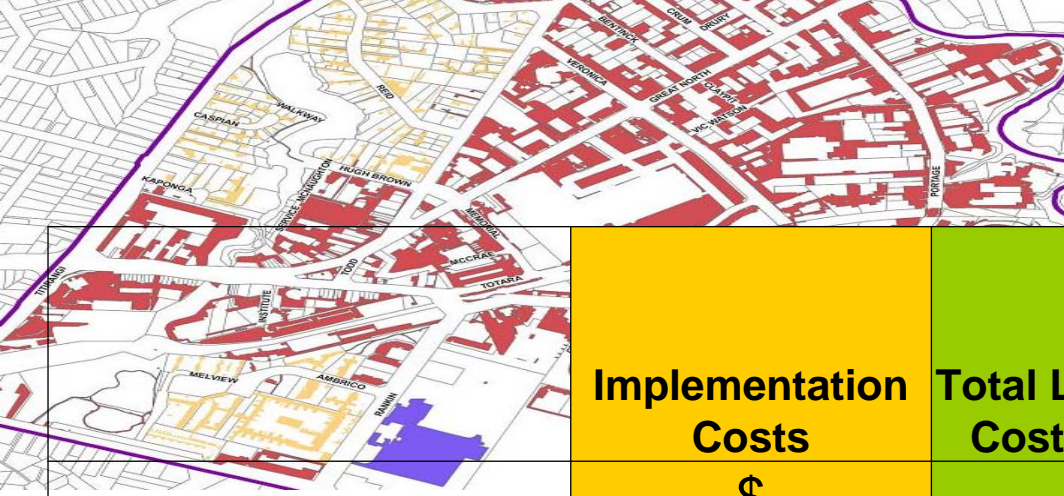 CRUM
BENTINCK
DRURY
VERONICA
GREAT NORTH
CLAYPIT
VIC WATSON
REID
WALKWAY
CASPIAN
HUGH BROWN
KAPONGA
SERVICE -MCNAUGHTON
PORTAGE
MEMORIAL
MCCRAE
TODD
TOTARA
TITIRANGI
INSTITUTE
MELVIEW
AMBRICO
RANKIN
Implementation
Costs
Total L
Cost
$